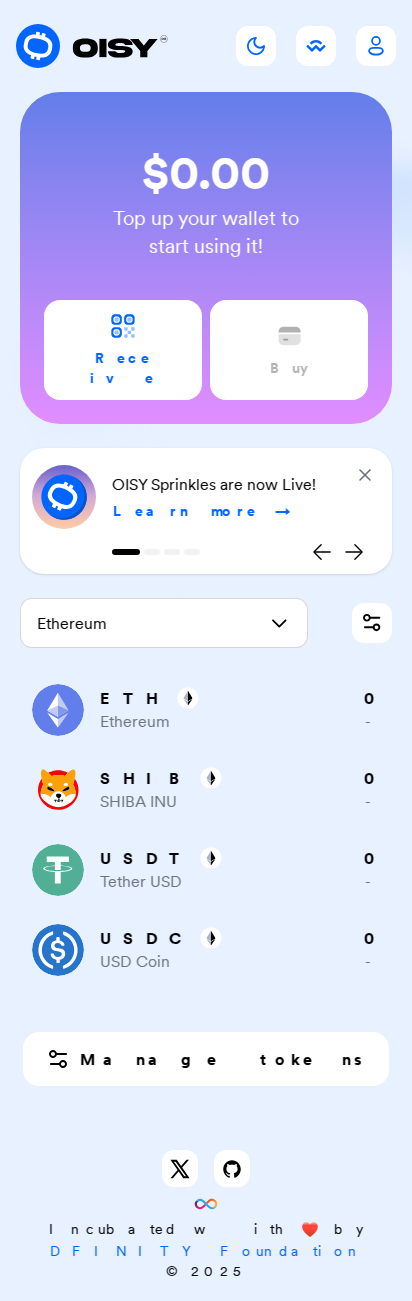 OISY
$0.00
Top up your wallet to
start using it!
Rece
ive
Buy
OISY Sprinkles are now Live!
Learn more →
Ethereum
ETH 0
Ethereum -
SHIB 0
SHIBA INU -
USDT 0
Tether USD -
USDC 0
USD Coin -
Manage tokens
Incubated with ❤️ by
DFINITY Foundation
© 2025